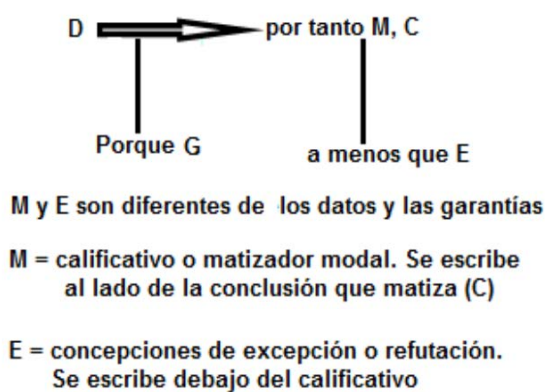 D por tanto M, C
Porque G
a menos que E
M y E son diferentes de los datos y las garantías
M = calificativo o matizador modal. Se escribe
al lado de la conclusión que matiza (C)
E = concepciones de excepción o refutación.
Se escribe debajo del calificativo